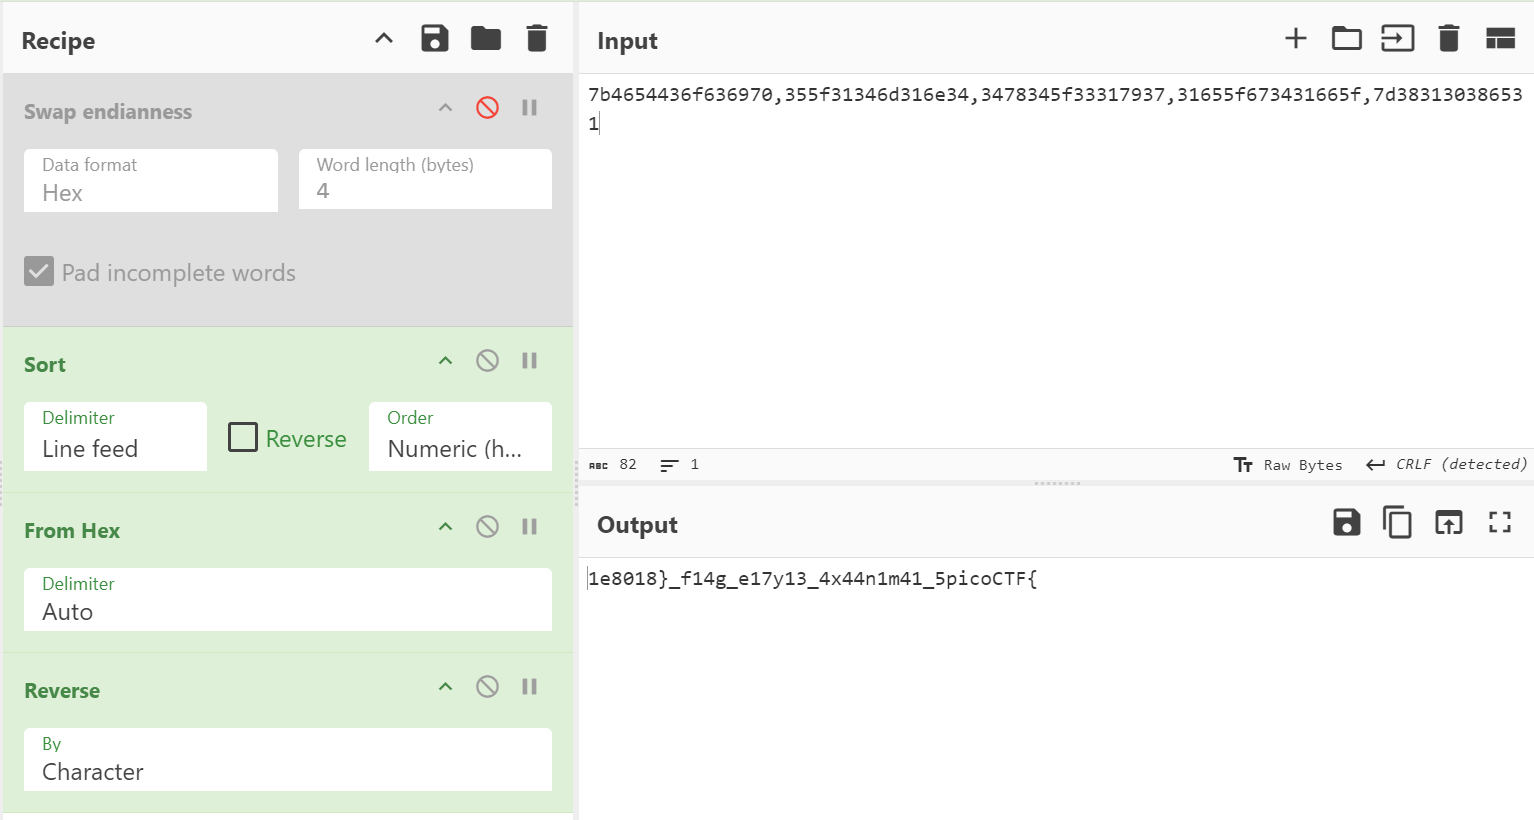 Recipe
Swap endianness
Data format
Hex
Word length (bytes)
4
Pad incomplete words
Sort
Delimiter
Line feed
Reverse
Order
Numeric (h...
From Hex
Delimiter
Auto
Reverse
By
Character
Input
7b4654436f636970,355f31346d316e34,3478345f33317937,31655f673431665f,7d38313038653
1
ABC 82
1
Raw Bytes
CRLF (detected)
Output
1e8018}_f14g_e17y13_4x44n1m41_5picoCTF{